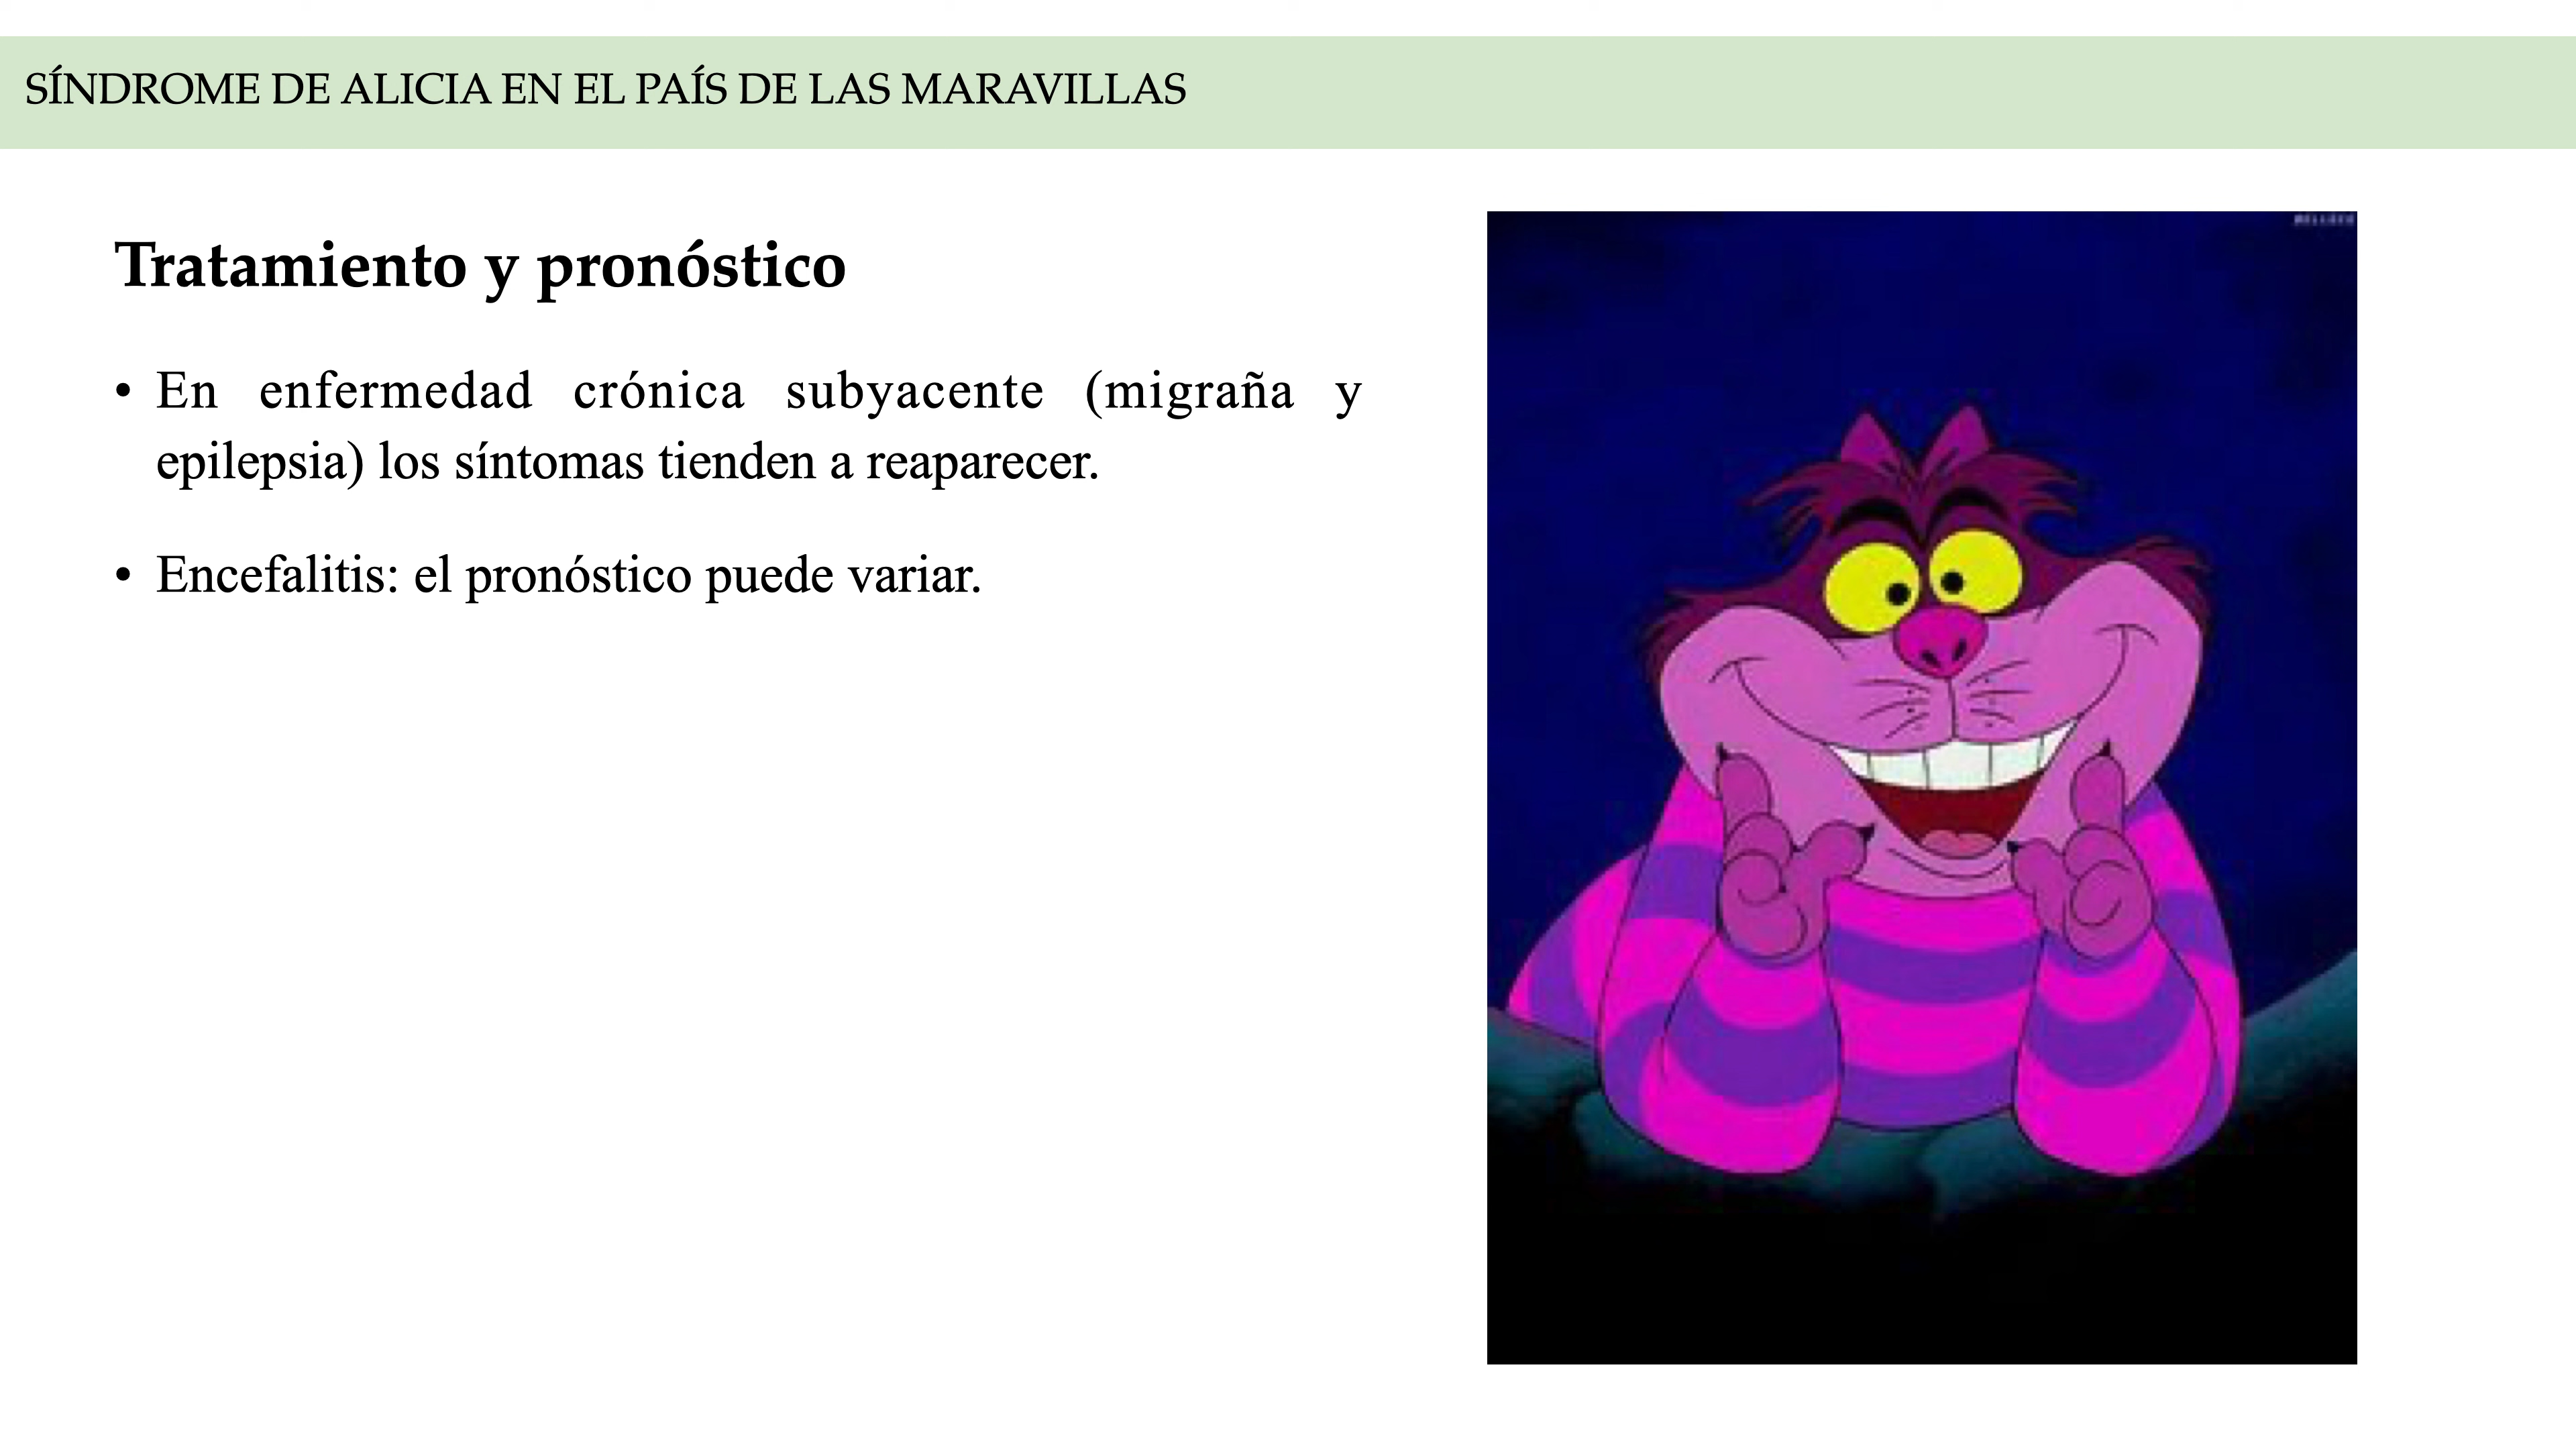 SÍNDROME DE ALICIA EN EL PAÍS DE LAS MARAVILLAS
Tratamiento y pronóstico
• En enfermedad crónica subyacente (migraña y
epilepsia) los síntomas tienden a reaparecer.
• Encefalitis: el pronóstico puede variar.